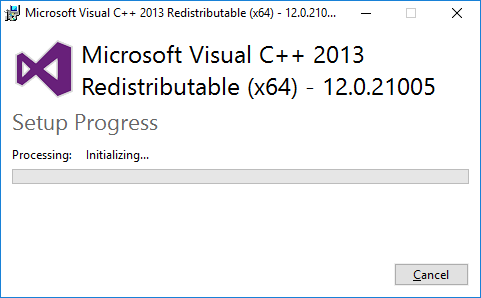 Microsoft Visual C++ 2013 Redistributable (x64) - 12.0.210...
Microsoft Visual C++ 2013
Redistributable (x64) - 12.0.21005
Setup Progress
Processing: Initializing...
Cancel